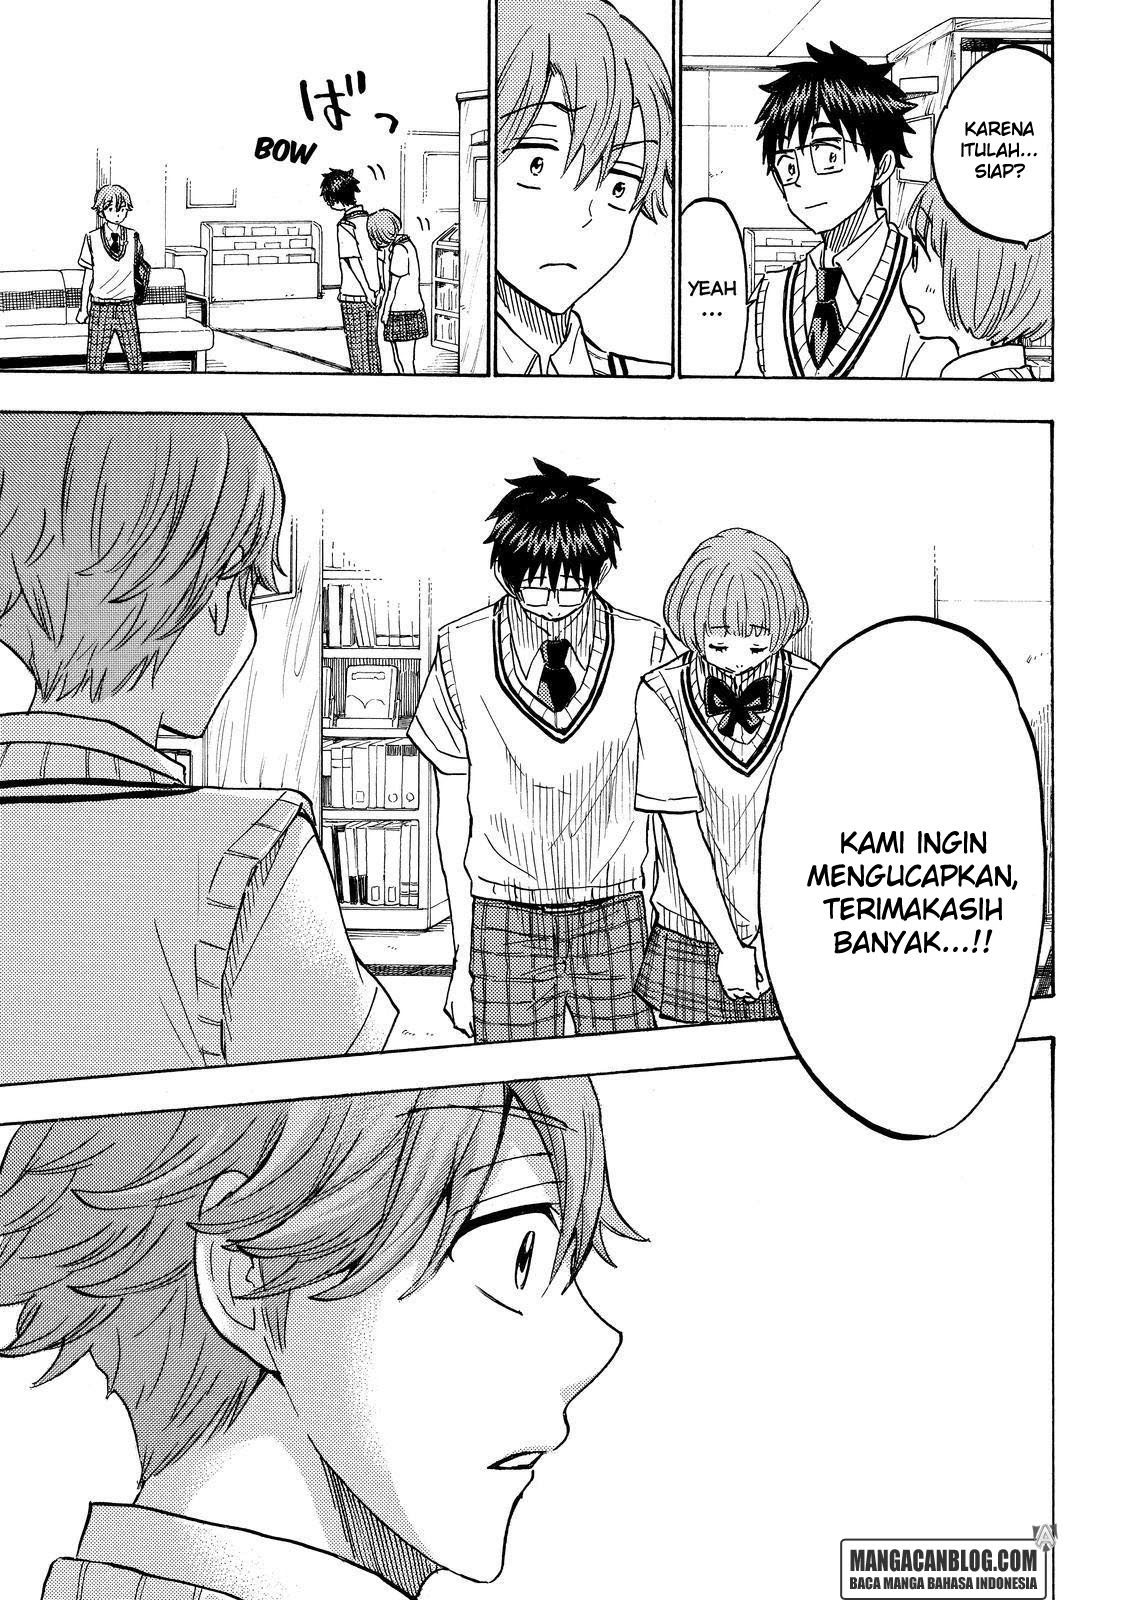 KARENA
ITULAH...
SIAP?
YEAH
...
ばっ
BOW
KAMI INGIN
MENGUCAPKAN,
TERIMAKASIH
BANYAK...!!
MANGACANBLOG.COM
BACA MANGA BAHASA INDONESIA